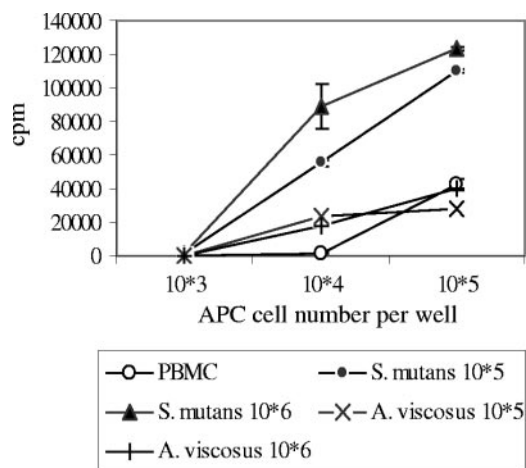 140000
120000
100000
80000
60000
40000
20000
0
cpm
10*3 10*4 10*5
APC cell number per well
PBMC S. mutans 10*5
S. mutans 10*6 A. viscosus 10*5
A. viscosus 10*6